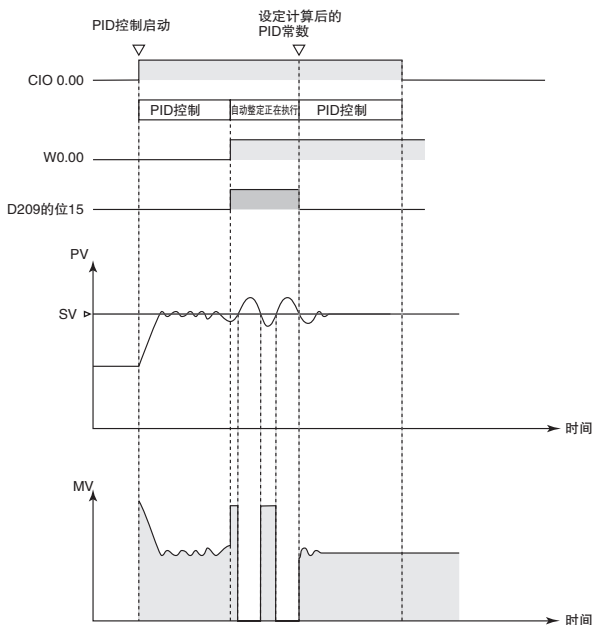 PID控制启动
设定计算后的
PID常数
CIO 0.00
PID控制
自动整定正在执行
PID控制
W0.00
D209的位15
PV
SV
时间
MV
时间